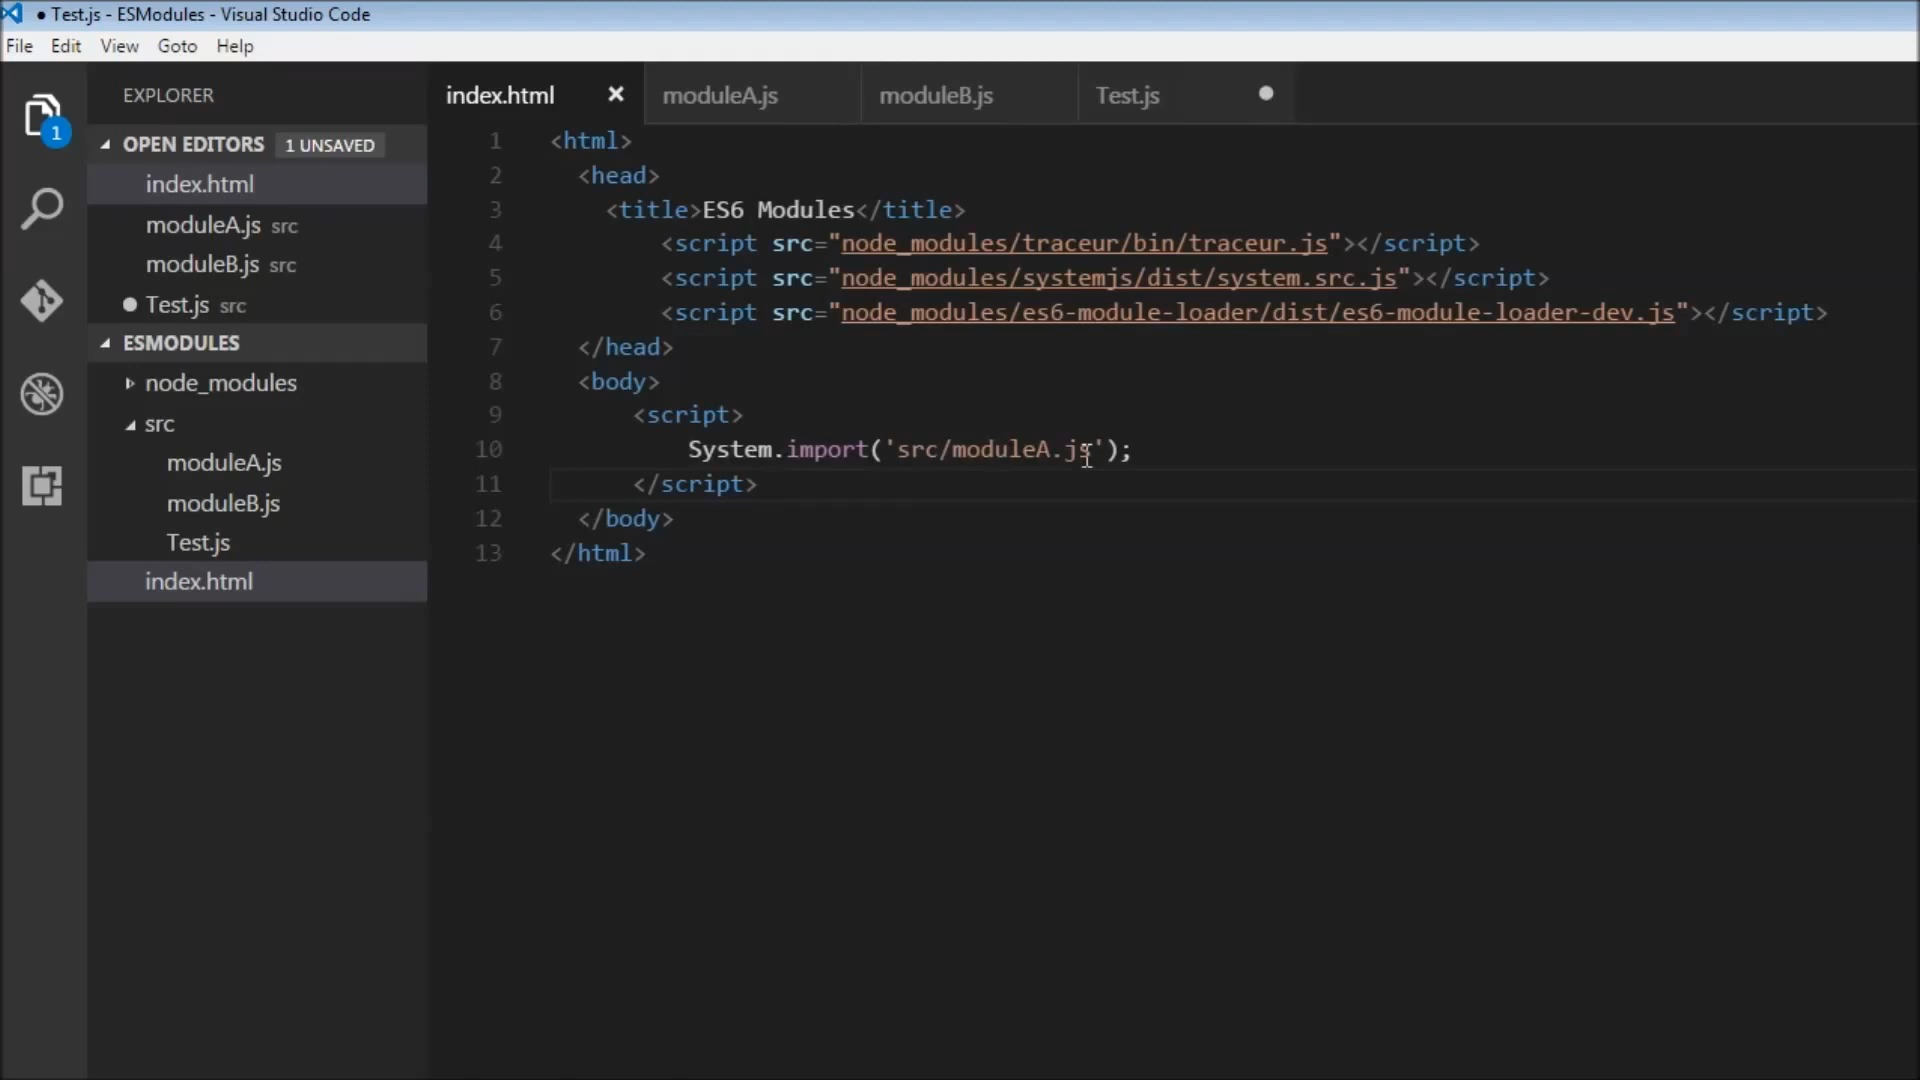 ● Test.js - ESModules - Visual Studio Code
File Edit View Goto Help
EXPLORER
1
OPEN EDITORS 1 UNSAVED
index.html
moduleA.js src
moduleB.js src
Test.js src
ESMODULES
node_modules
src
moduleA.js
moduleB.js
Test.js
index.html
index.html moduleA.js moduleB.js Test.js
1 <html>
2 <head>
3 <title>ES6 Modules</title>
4 <script src="node_modules/traceur/bin/traceur.js"></script>
5 <script src="node_modules/systemjs/dist/system.src.js"></script>
6 <script src="node_modules/es6-module-loader/dist/es6-module-loader-dev.js"></script>
7 </head>
8 <body>
9 <script>
10 System.import('src/moduleA.js');
11 </script>
12 </body>
13 </html>